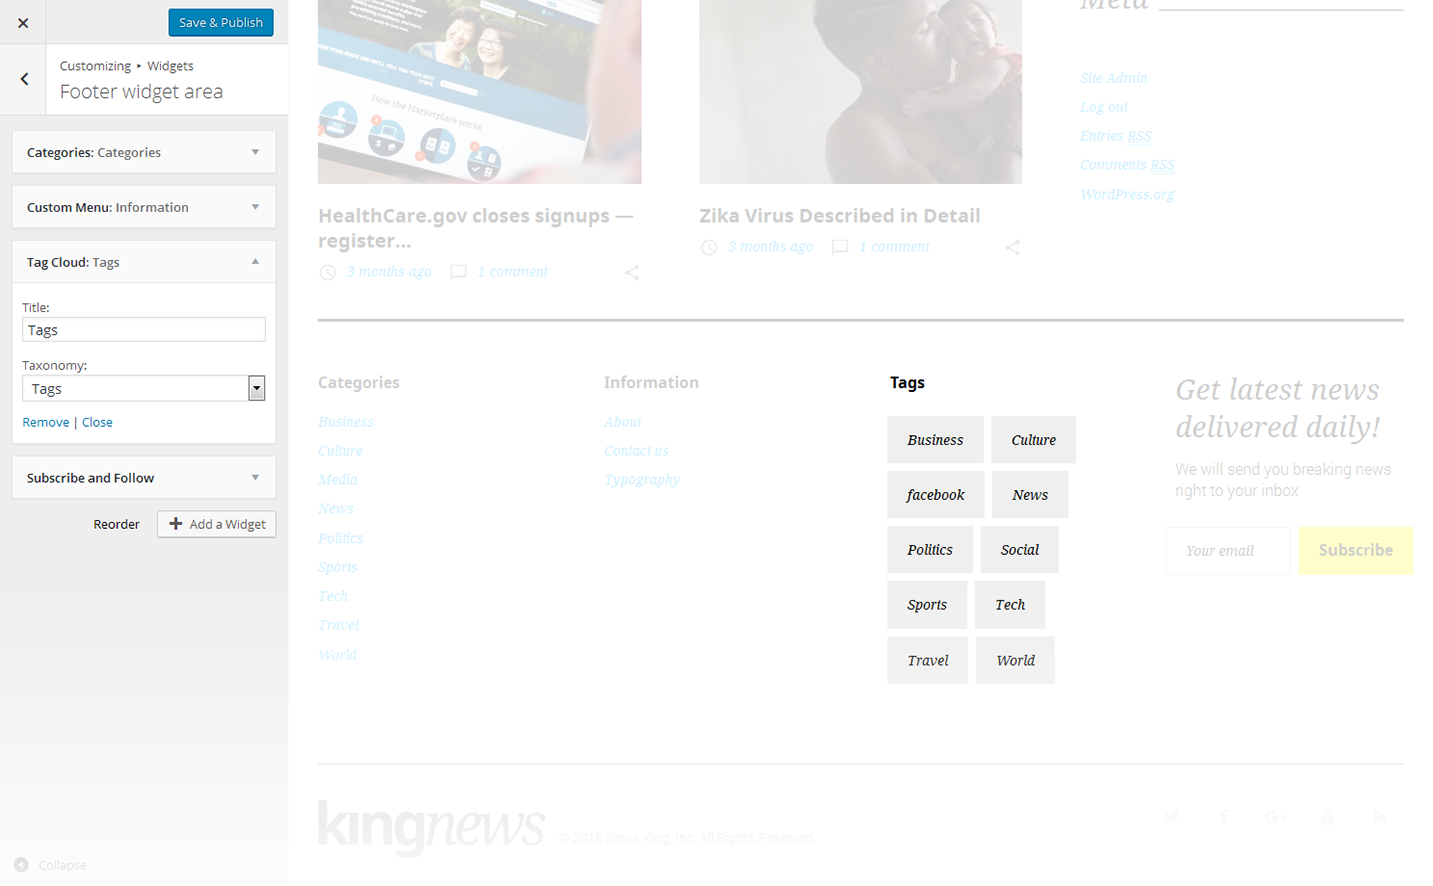 Save & Publish
Customizing ▸ Widgets
Footer widget area
Categories: Categories
Custom Menu: Information
Tag Cloud: Tags
Title:
Tags
Taxonomy:
Tags
Remove | Close
Subscribe and Follow
Reorder
Add a Widget
Collapse
How the Marketplace works
HealthCare.gov closes signups —
register...
3 months ago
1 comment
Zika Virus Described in Detail
3 months ago
1 comment
Meta
Site Admin
Log out
Entries RSS
Comments RSS
WordPress.org
Categories
Business
Culture
Media
News
Politics
Sports
Tech
Travel
World
Information
About
Contact us
Typography
Tags
Business
Culture
facebook
News
Politics
Social
Sports
Tech
Travel
World
Get latest news
delivered daily!
We will send you breaking news
right to your inbox
Your email
Subscribe
kingnews
© 2016 News King, Inc. All Rights Reserved.